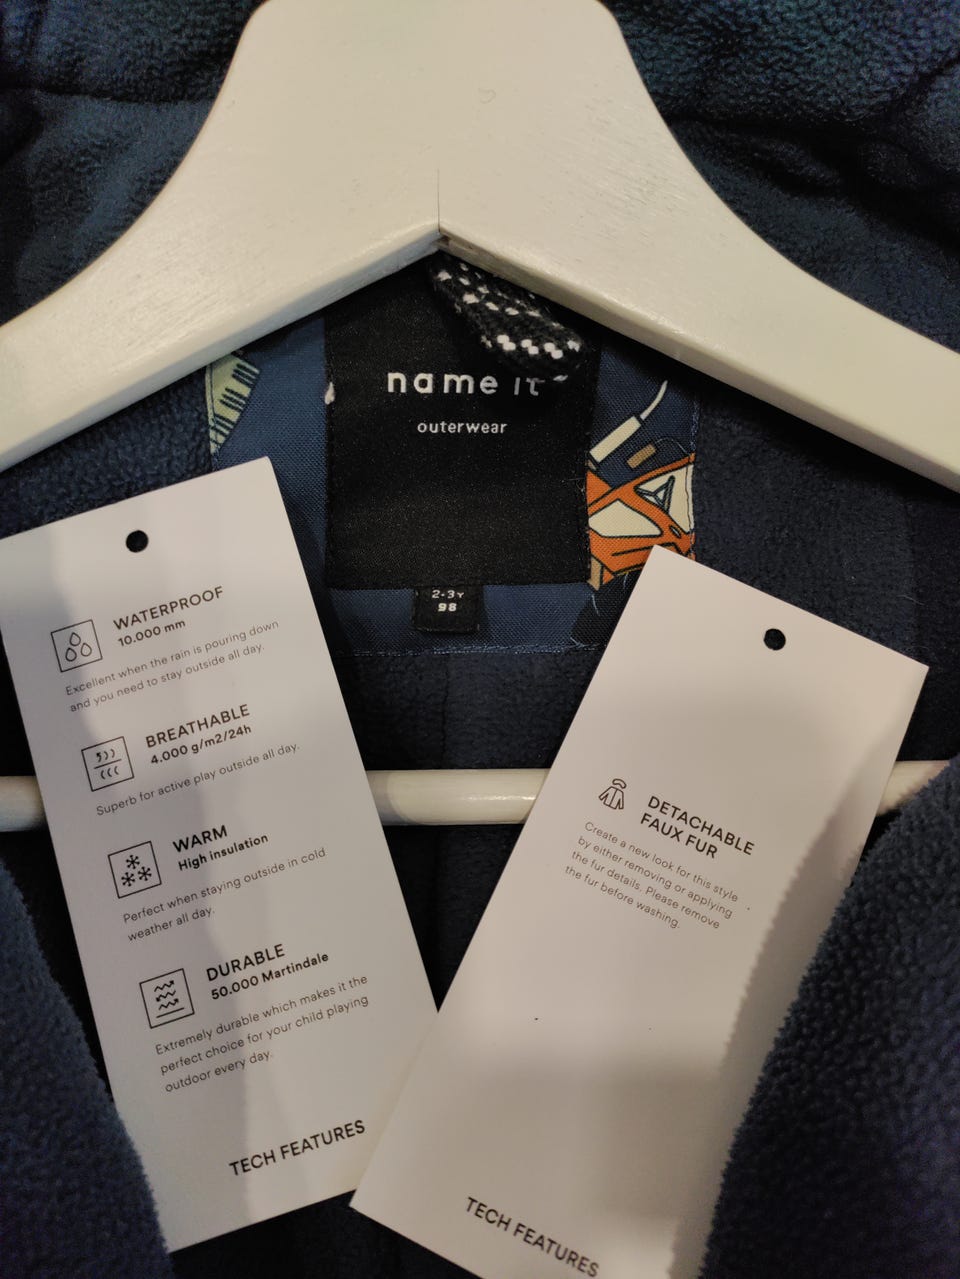 name it
outerwear
2-3Y
98
WATERPROOF
10.000 mm
Excellent when the rain is pouring down
and you need to stay outside all day.
BREATHABLE
4.000 g/m2/24h
Superb for active play outside all day.
WARM
High insulation
Perfect when staying outside in cold
weather all day.
DURABLE
50.000 Martindale
Extremely durable which makes it the
perfect choice for your child playing
outdoor every day.
TECH FEATURES
DETACHABLE
FAUX FUR
Create a new look for this style
by either removing or applying
the fur details. Please remove
the fur before washing.
TECH FEATURES